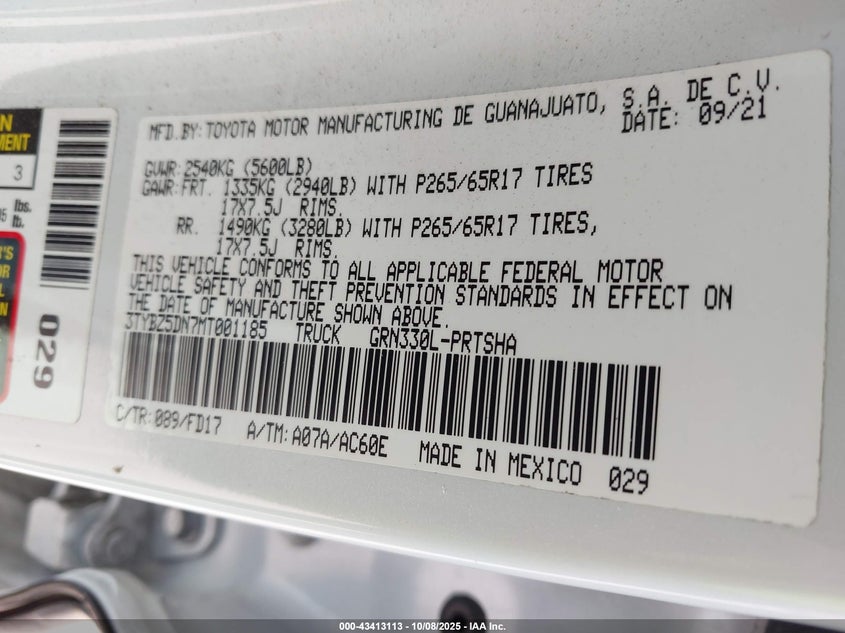 MFD.BY:TOYOTA MOTOR MANUFACTURING DE GUANAJUATO, S.A. DE C.V.
DATE: 09/21
GVWR:2540KG (5600LB)
GAWR:FRT. 1335KG (2940LB) WITH P265/65R17 TIRES
17X7.5J RIMS.
RR. 1490KG (3280LB) WITH P265/65R17 TIRES,
17X7.5J RIMS.
THIS VEHICLE CONFORMS TO ALL APPLICABLE FEDERAL MOTOR
VEHICLE SAFETY AND THEFT PREVENTION STANDARDS IN EFFECT ON
THE DATE OF MANUFACTURE SHOWN ABOVE.
3TYBZ5DN7MT001185 TRUCK GRN330L-PRTSHA
C/TR:089/FD17 A/TM:A07A/AC60E MADE IN MEXICO 029
3
lbs.
kg.
029
000-43413113 | 10/08/2025 | IAA Inc.